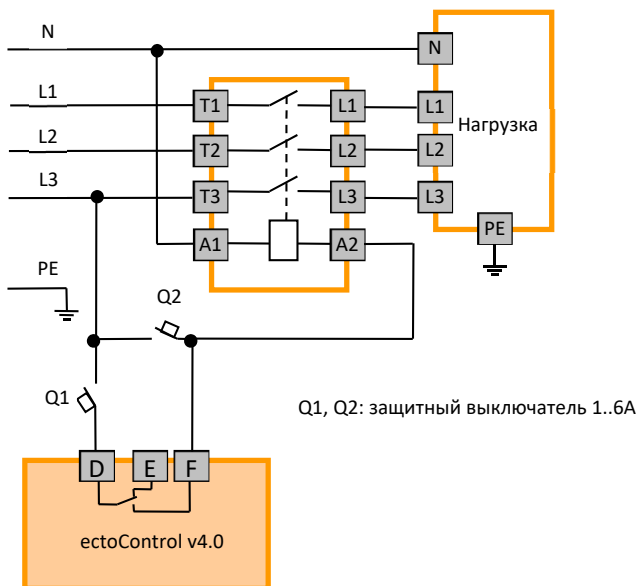 N
N
L1
T1
L1
L1
Нагрузка
L2
T2
L2
L2
L3
T3
L3
L3
A1
A2
PE
PE
Q2
Q1
Q1, Q2: защитный выключатель 1..6А
D
E
F
ectoControl v4.0